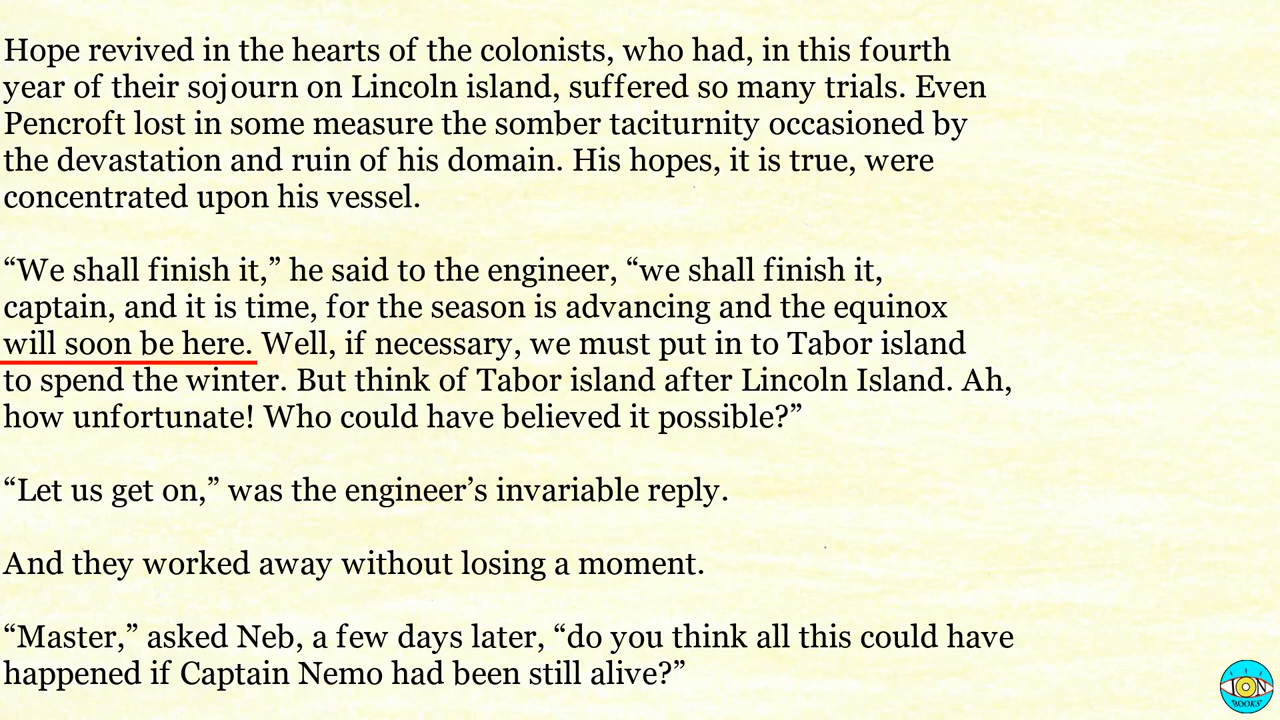 Hope revived in the hearts of the colonists, who had, in this fourth
year of their sojourn on Lincoln island, suffered so many trials. Even
Pencroft lost in some measure the somber taciturnity occasioned by
the devastation and ruin of his domain. His hopes, it is true, were
concentrated upon his vessel.
“We shall finish it,” he said to the engineer, “we shall finish it,
captain, and it is time, for the season is advancing and the equinox
will soon be here. Well, if necessary, we must put in to Tabor island
to spend the winter. But think of Tabor island after Lincoln Island. Ah,
how unfortunate! Who could have believed it possible?”
“Let us get on,” was the engineer’s invariable reply.
And they worked away without losing a moment.
“Master,” asked Neb, a few days later, “do you think all this could have
happened if Captain Nemo had been still alive?”
ION
BOOKS